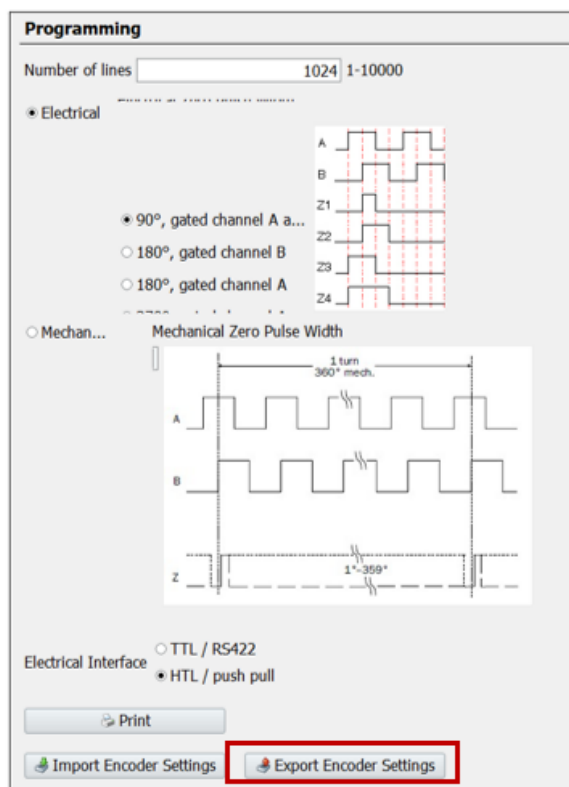 Programming
Number of lines 1024 1-10000
Electrical
A
B
90°, gated channel A a...
Z1
180°, gated channel B
Z2
Z3
180°, gated channel A
Z4
Mechan... Mechanical Zero Pulse Width
1 turn
360° mech.
A
B
1°-359°
Z
TTL / RS422
Electrical Interface
HTL / push pull
Print
Import Encoder Settings Export Encoder Settings